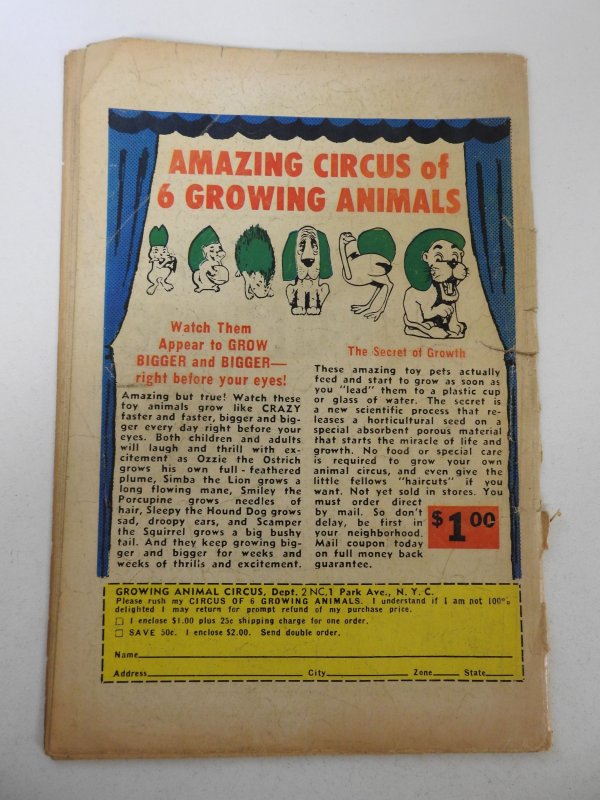 AMAZING CIRCUS of
6 GROWING ANIMALS
Watch Them
Appear to GROW
BIGGER and BIGGER—
right before your eyes!
Amazing but true! Watch these
toy animals grow like CRAZY
faster and faster, bigger and big-
ger every day right before your
eyes. Both children and adults
will laugh and thrill with ex-
citement as Ozzie the Ostrich
grows his own full-feathered
plume, Simba the Lion grows a
long flowing mane, Smiley the
Porcupine grows needles of
hair, Sleepy the Hound Dog grows
sad, droopy ears, and Scamper
the Squirrel grows a big bushy
tail. And they keep growing big-
ger and bigger for weeks and
weeks of thrills and excitement.
The Secret of Growth
These amazing toy pets actually
feed and start to grow as soon as
you "lead" them to a plastic cup
or glass of water. The secret is
a new scientific process that re-
leases a horticultural seed on a
special absorbent porous material
that starts the miracle of life and
growth. No food or special care
is required to grow your own
animal circus, and even give the
little fellows "haircuts" if you
want. Not yet sold in stores. You
must order direct
by mail. So don't
delay, be first in
your neighborhood.
Mail coupon today
on full money back
guarantee.
$1.00
GROWING ANIMAL CIRCUS, Dept. 2NC, 1 Park Ave., N. Y. C.
Please rush my CIRCUS OF 6 GROWING ANIMALS. I understand if I am not 100%
delighted I may return for prompt refund of my purchase price.
☐ I enclose $1.00 plus 25c shipping charge for one order.
☐ SAVE 50c. I enclose $2.00. Send double order.
Name
Address City Zone State